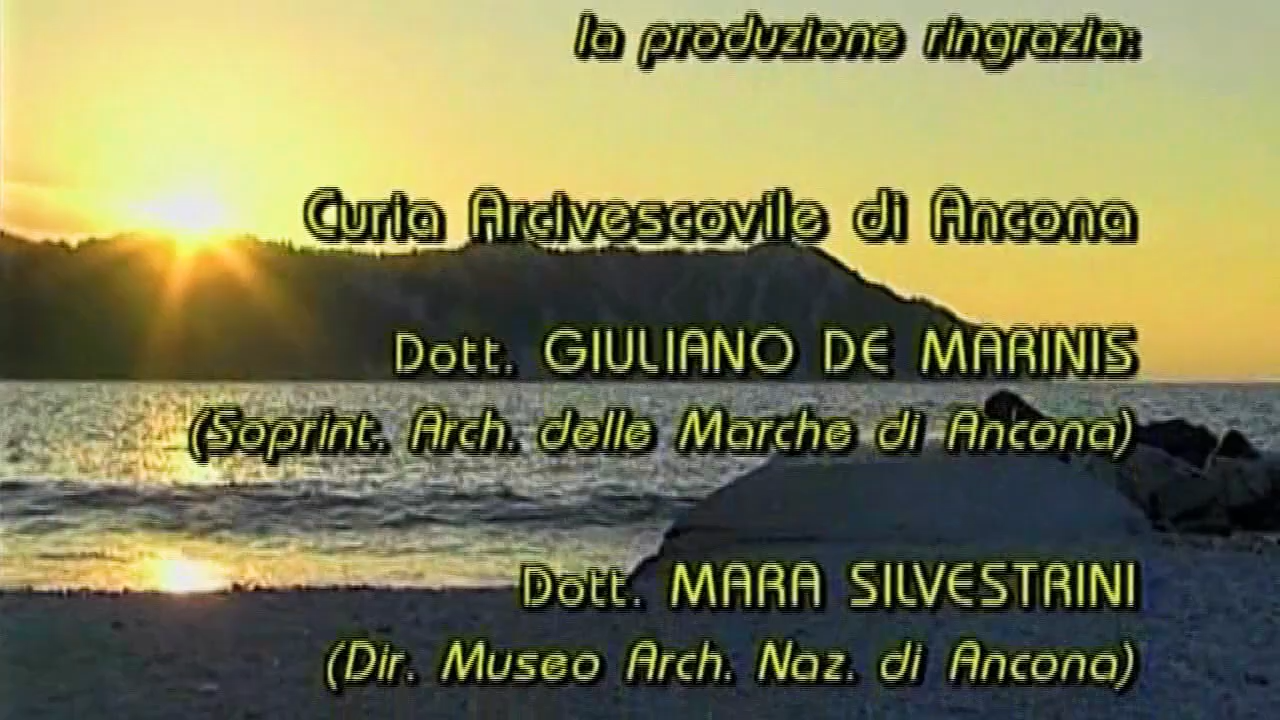 la produzione ringrazia:
Curia Arcivescovile di Ancona
Dott. GIULIANO DE MARINIS
(Soprint. Arch. delle Marche di Ancona)
Dott. MARA SILVESTRINI
(Dir. Museo Arch. Naz. di Ancona)